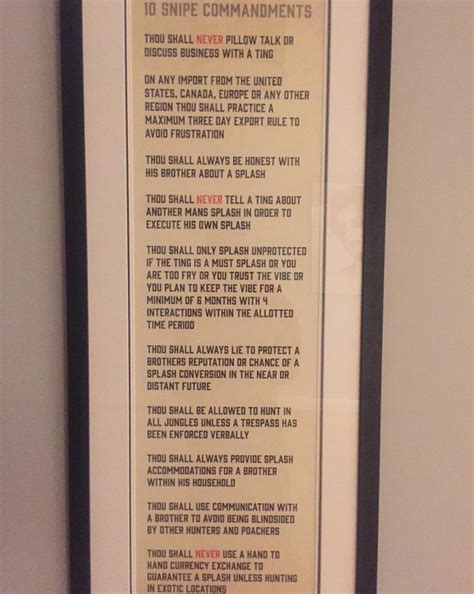 10 SNIPE COMMANDMENTS
THOU SHALL NEVER PILLOW TALK OR
DISCUSS BUSINESS WITH A TING
ON ANY IMPORT FROM THE UNITED
STATES, CANADA, EUROPE OR ANY OTHER
REGION THOU SHALL PRACTICE A
MAXIMUM THREE DAY EXPORT RULE TO
AVOID FRUSTRATION
THOU SHALL ALWAYS BE HONEST WITH
HIS BROTHER ABOUT A SPLASH
THOU SHALL NEVER TELL A TING ABOUT
ANOTHER MANS SPLASH IN ORDER TO
EXECUTE HIS OWN SPLASH
THOU SHALL ONLY SPLASH UNPROTECTED
IF THE TING IS A MUST SPLASH OR YOU
ARE TOO FRY OR YOU TRUST THE VIBE OR
YOU PLAN TO KEEP THE VIBE FOR A
MINIMUM OF 6 MONTHS WITH 4
INTERACTIONS WITHIN THE ALLOTTED
TIME PERIOD
THOU SHALL ALWAYS LIE TO PROTECT A
BROTHERS REPUTATION OR CHANCE OF A
SPLASH CONVERSION IN THE NEAR OR
DISTANT FUTURE
THOU SHALL BE ALLOWED TO HUNT IN
ALL JUNGLES UNLESS A TRESPASS HAS
BEEN ENFORCED VERBALLY
THOU SHALL ALWAYS PROVIDE SPLASH
ACCOMMODATIONS FOR A BROTHER
WITHIN HIS HOUSEHOLD
THOU SHALL USE COMMUNICATION WITH
A BROTHER TO AVOID BEING BLINDSIDED
BY OTHER HUNTERS AND POACHERS
THOU SHALL NEVER USE A HAND TO
HAND CURRENCY EXCHANGE TO
GUARANTEE A SPLASH UNLESS HUNTING
IN EXOTIC LOCATIONS